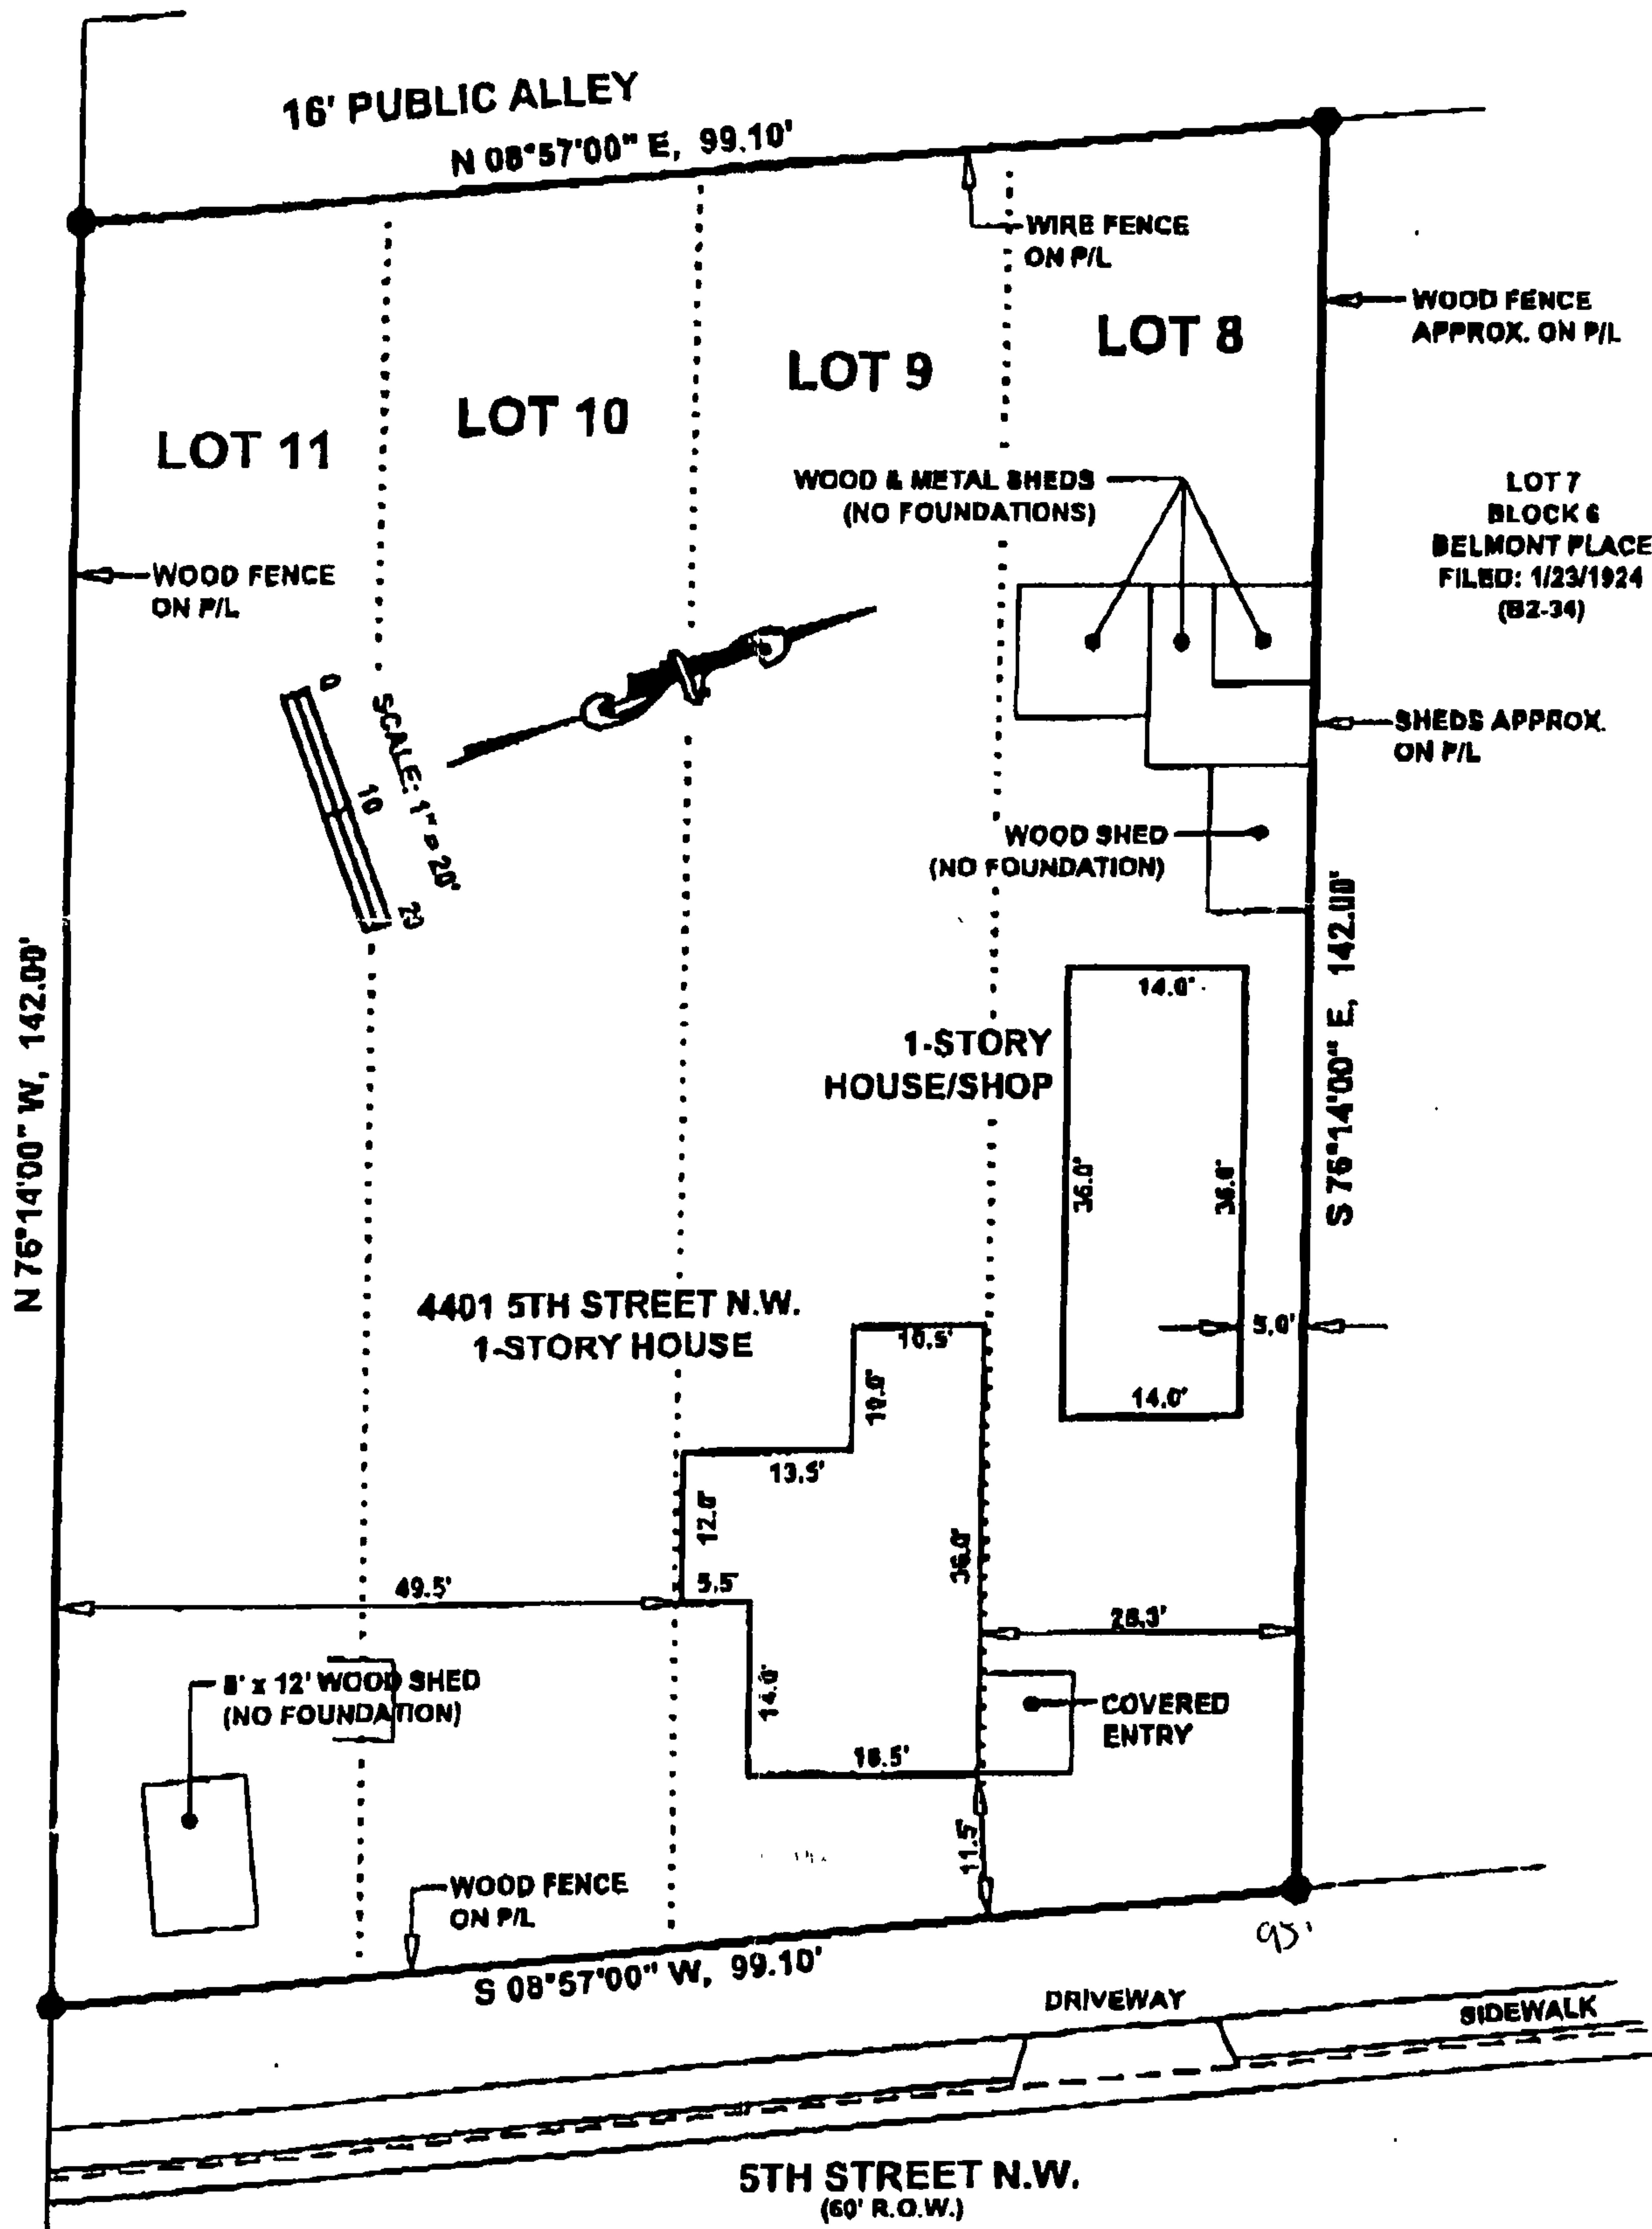 16' PUBLIC ALLEY
N 08°57'00" E, 99.10'
WIRE FENCE
ON P/L
WOOD FENCE
APPROX. ON P/L
LOT 8
LOT 9
LOT 10
LOT 11
WOOD & METAL SHEDS
(NO FOUNDATIONS)
LOT 7
BLOCK 6
BELMONT PLACE
FILED: 1/23/1924
(B2-34)
WOOD FENCE
ON P/L
0
10
20
SCALE: 1" = 20'
SHEDS APPROX.
ON P/L
WOOD SHED
(NO FOUNDATION)
N 76°14'00" W, 142.00'
S 76°14'00" E, 142.00'
14.0'
1-STORY
HOUSE/SHOP
36.0'
36.0'
5.0'
14.0'
4401 5TH STREET N.W.
1-STORY HOUSE
10.5'
10.0'
13.5'
12.0'
36.0'
49.5'
5.5'
26.3'
8' x 12' WOOD SHED
(NO FOUNDATION)
14.0'
COVERED
ENTRY
18.5'
11.5'
WOOD FENCE
ON P/L
S 08°57'00" W, 99.10'
95'
DRIVEWAY
SIDEWALK
5TH STREET N.W.
(60' R.O.W.)